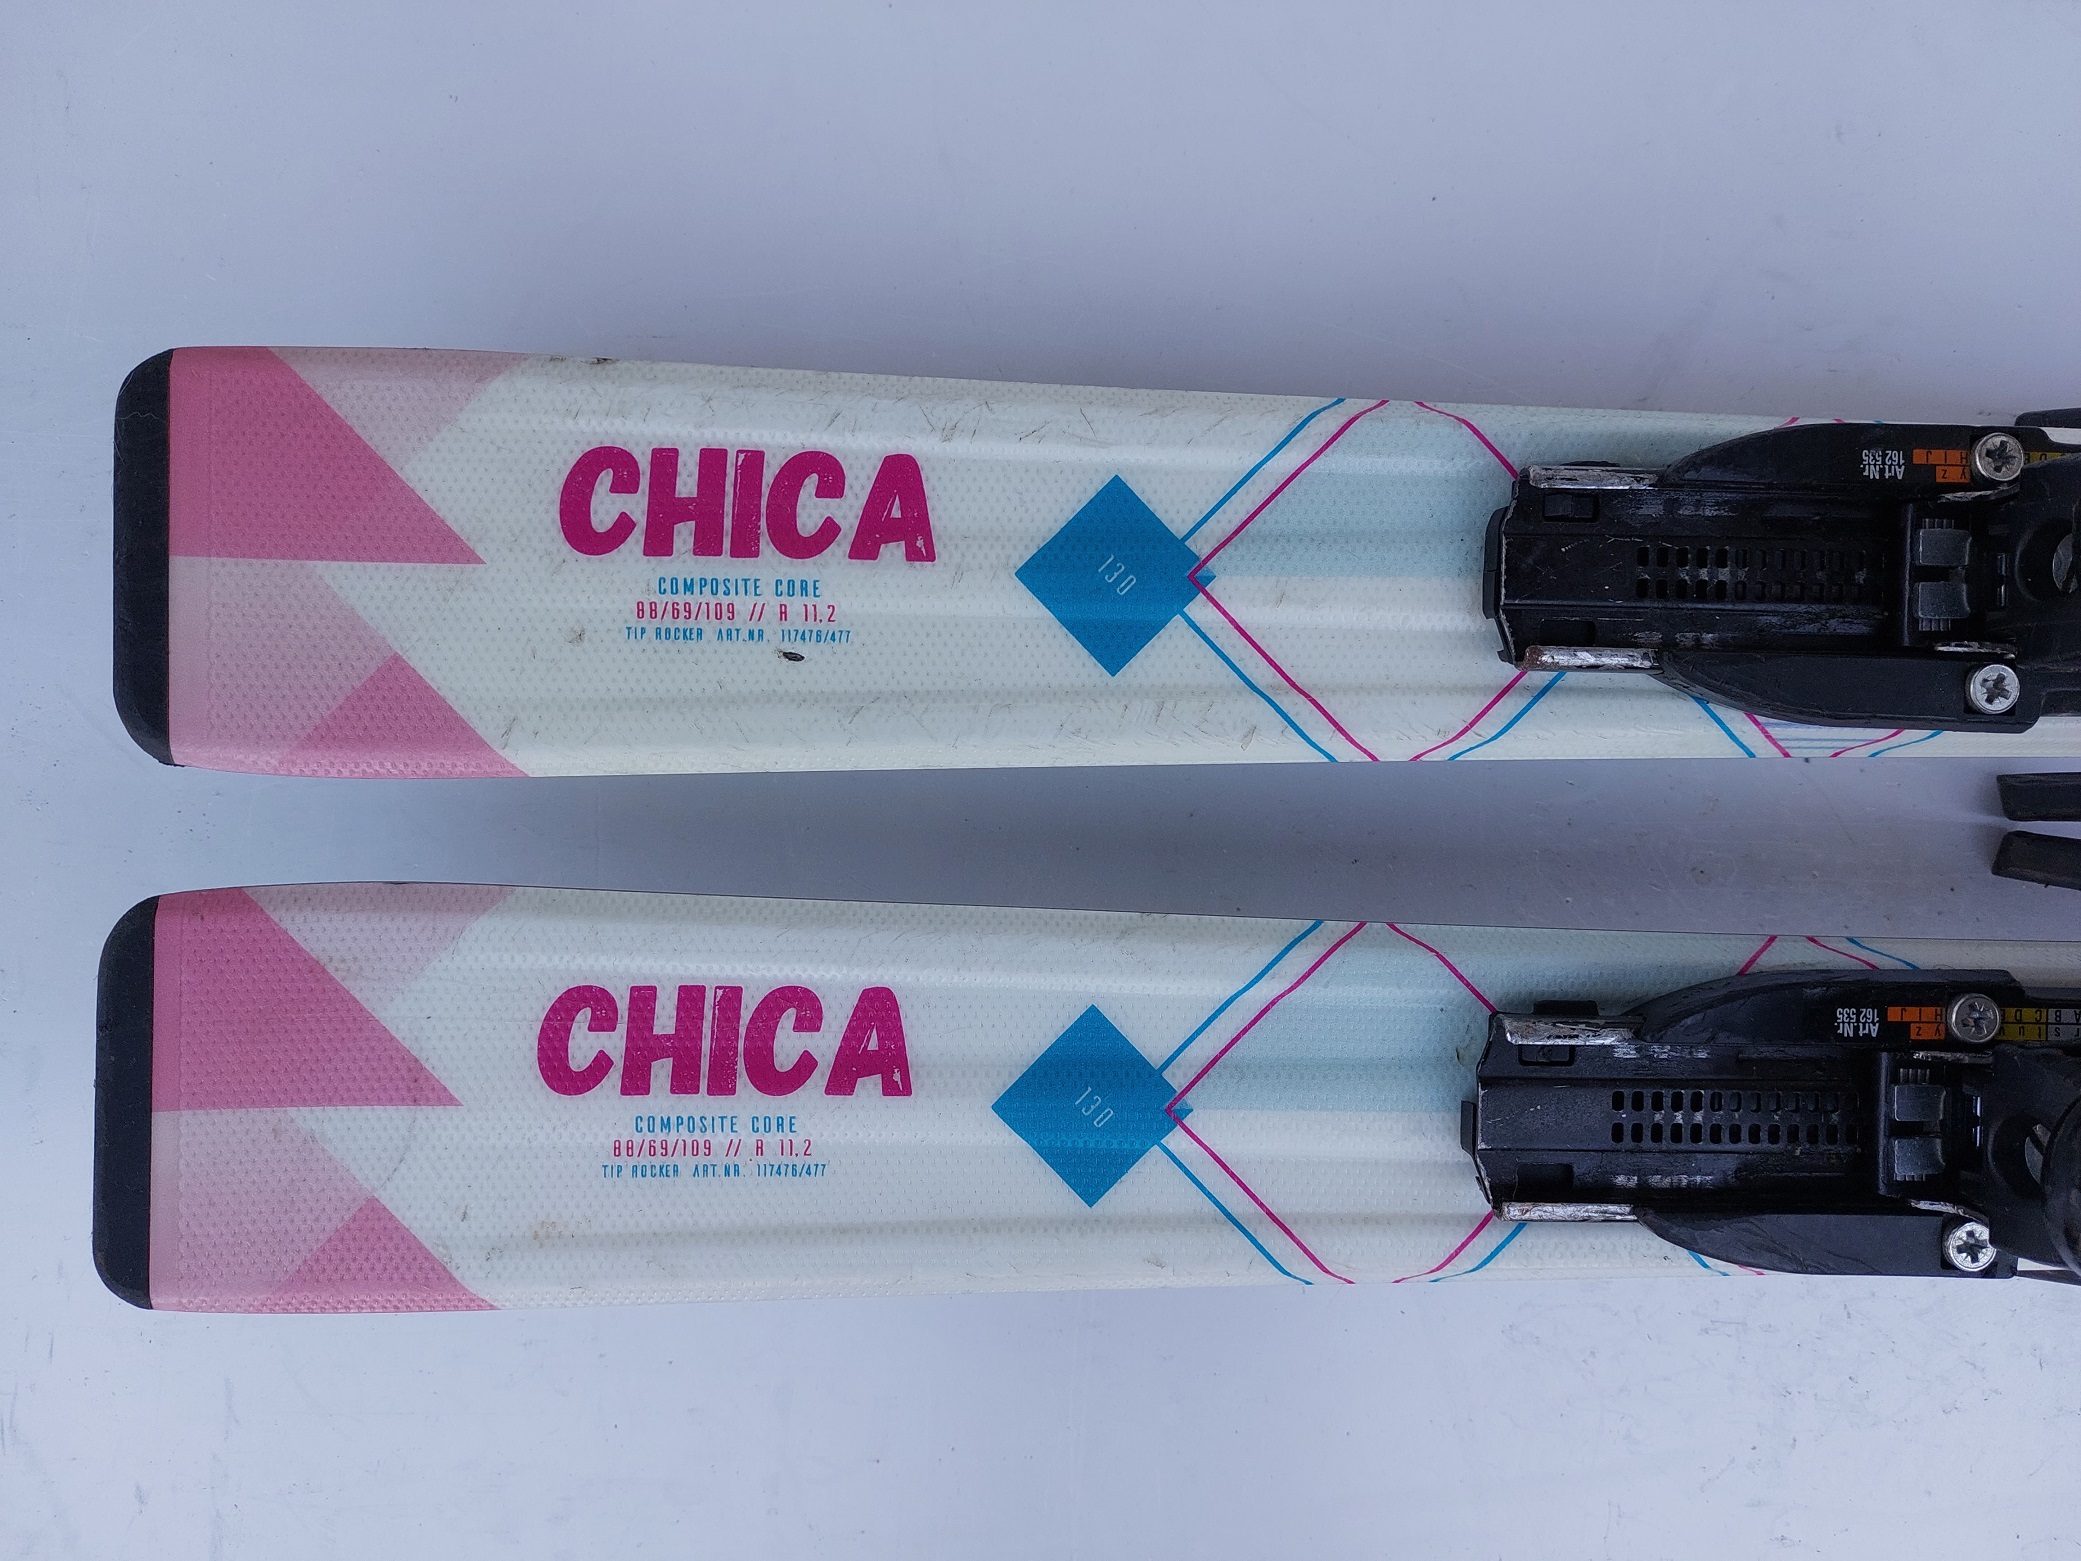 CHICA
COMPOSITE CORE
88/69/109 // R 11.2
TIP ROCKER ART.NR. 117476/477
130
Art.Nr.
162 535
H I J
y z
CHICA
COMPOSITE CORE
88/69/109 // R 11.2
TIP ROCKER ART.NR. 117476/477
130
Art.Nr.
162 535
A B C D
H I J
y z